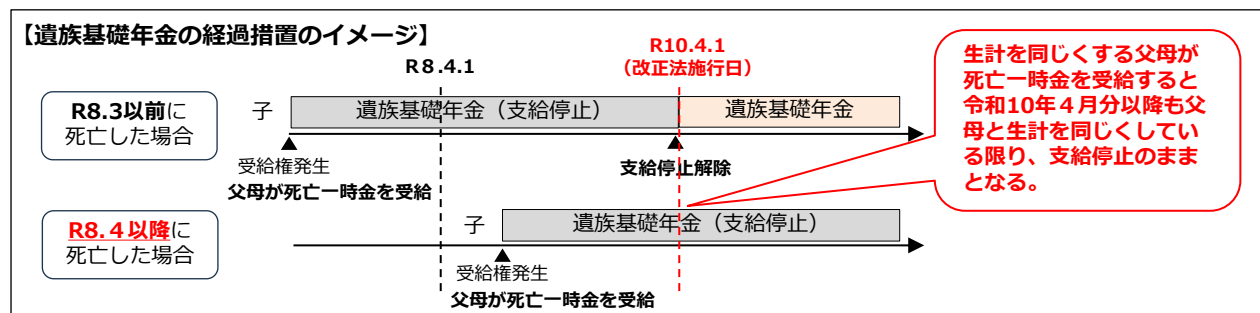 【遺族基礎年金の経過措置のイメージ】
R8.4.1
R10.4.1
（改正法施行日）
生計を同じくする父母が
死亡一時金を受給すると
令和10年４月分以降も父
母と生計を同じくしてい
る限り、支給停止のまま
となる。
R8.3以前に
死亡した場合
子
遺族基礎年金（支給停止）
遺族基礎年金
受給権発生
父母が死亡一時金を受給
支給停止解除
R8.４以降に
死亡した場合
子
遺族基礎年金（支給停止）
受給権発生
父母が死亡一時金を受給